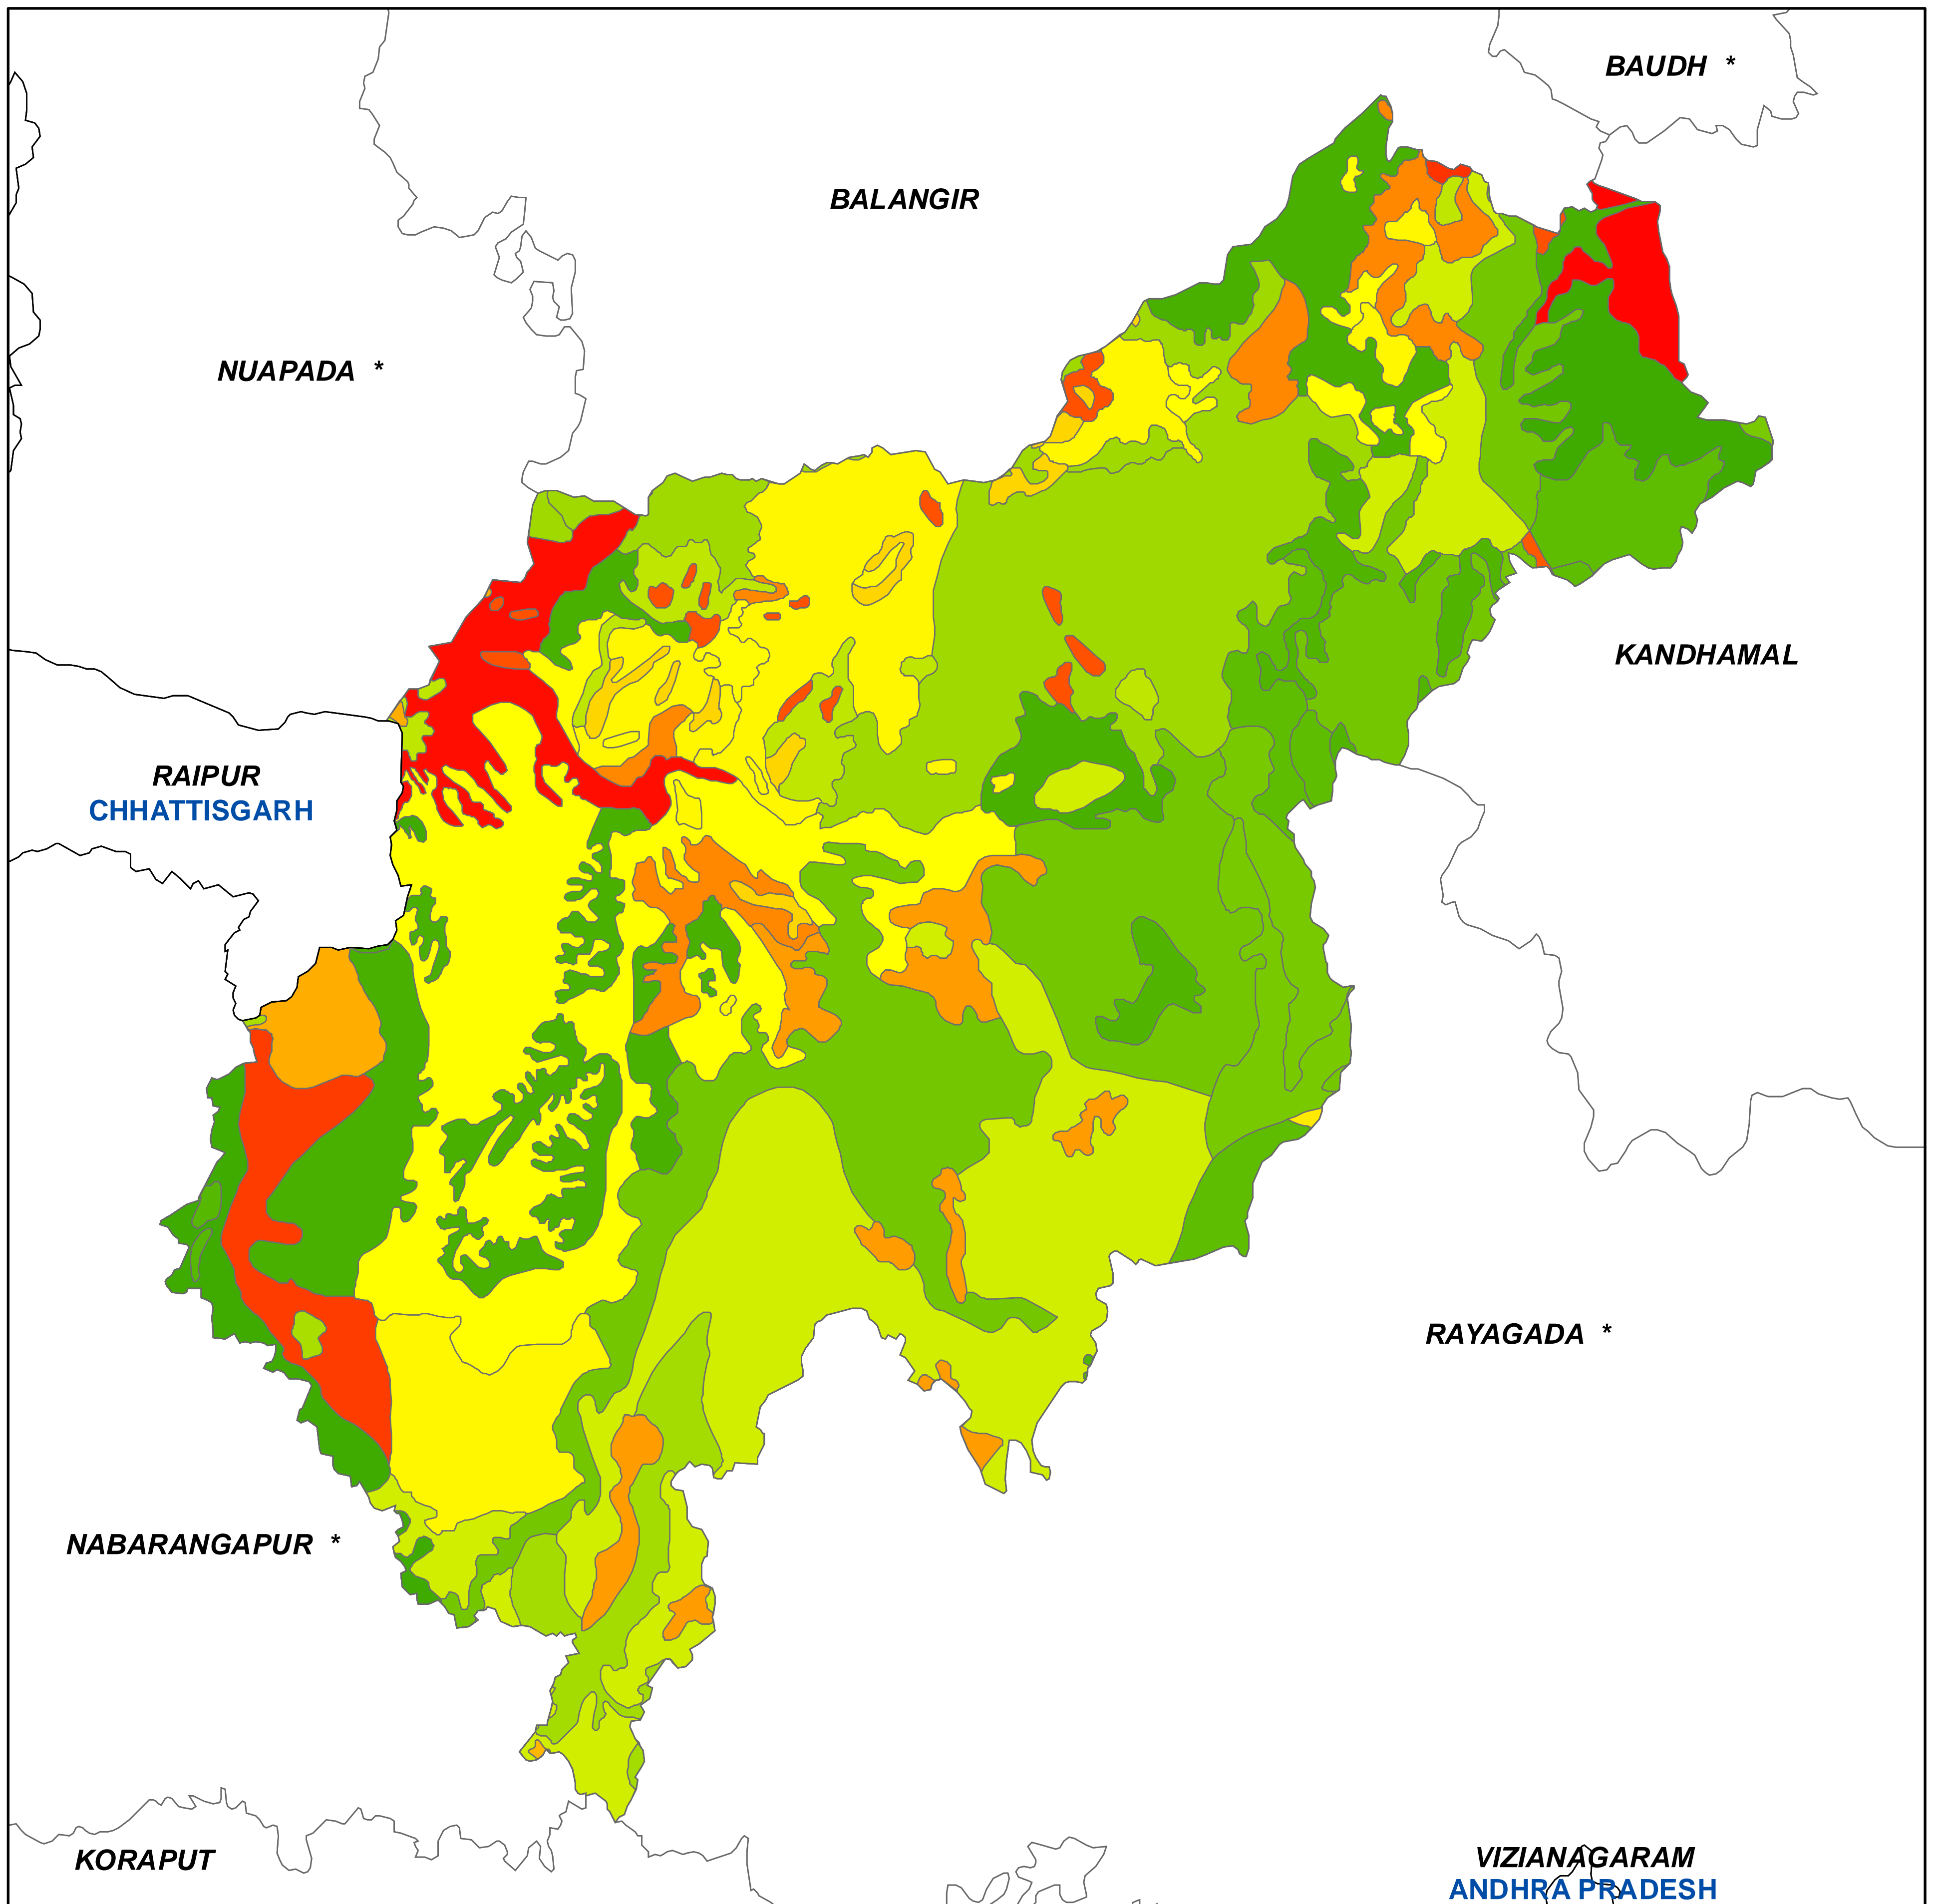 BAUDH *
BALANGIR
NUAPADA *
KANDHAMAL
RAIPUR
CHHATTISGARH
RAYAGADA *
NABARANGAPUR *
KORAPUT
VIZIANAGARAM
ANDHRA PRADESH